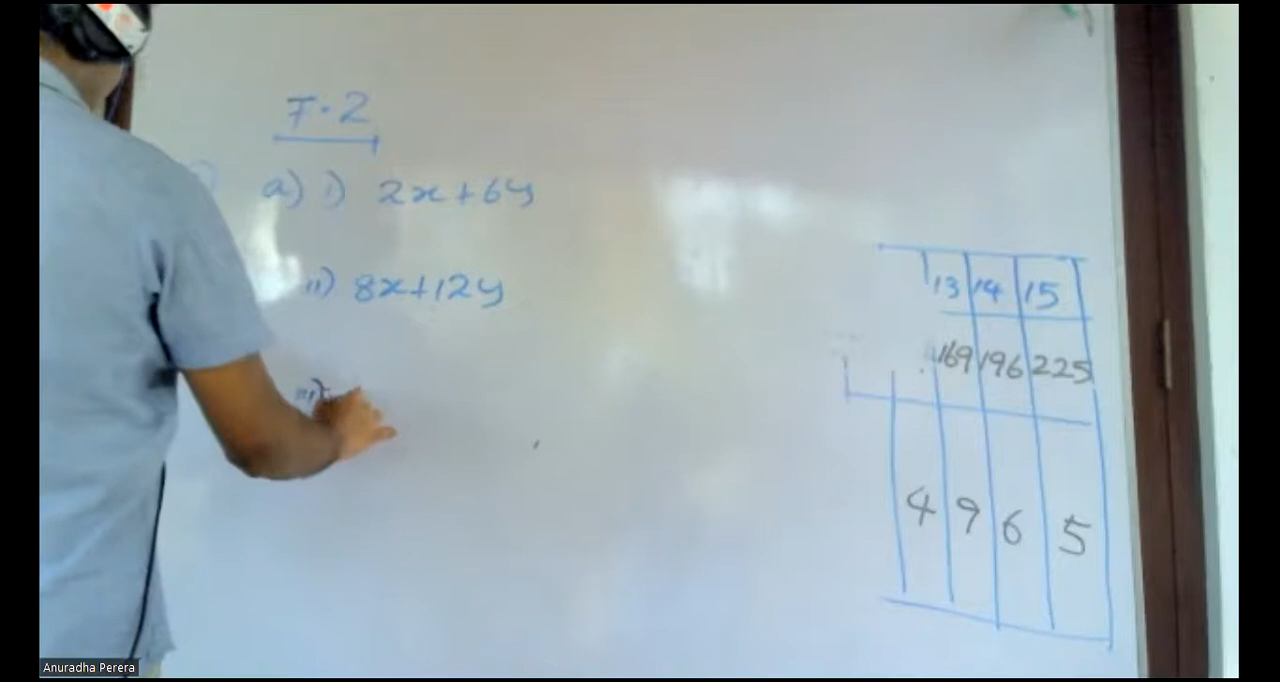 7.2
a) i) 2x+6y
ii) 8x+12y
iii)
13 14 15
169 196 225
4 9 6 5
Anuradha Perera